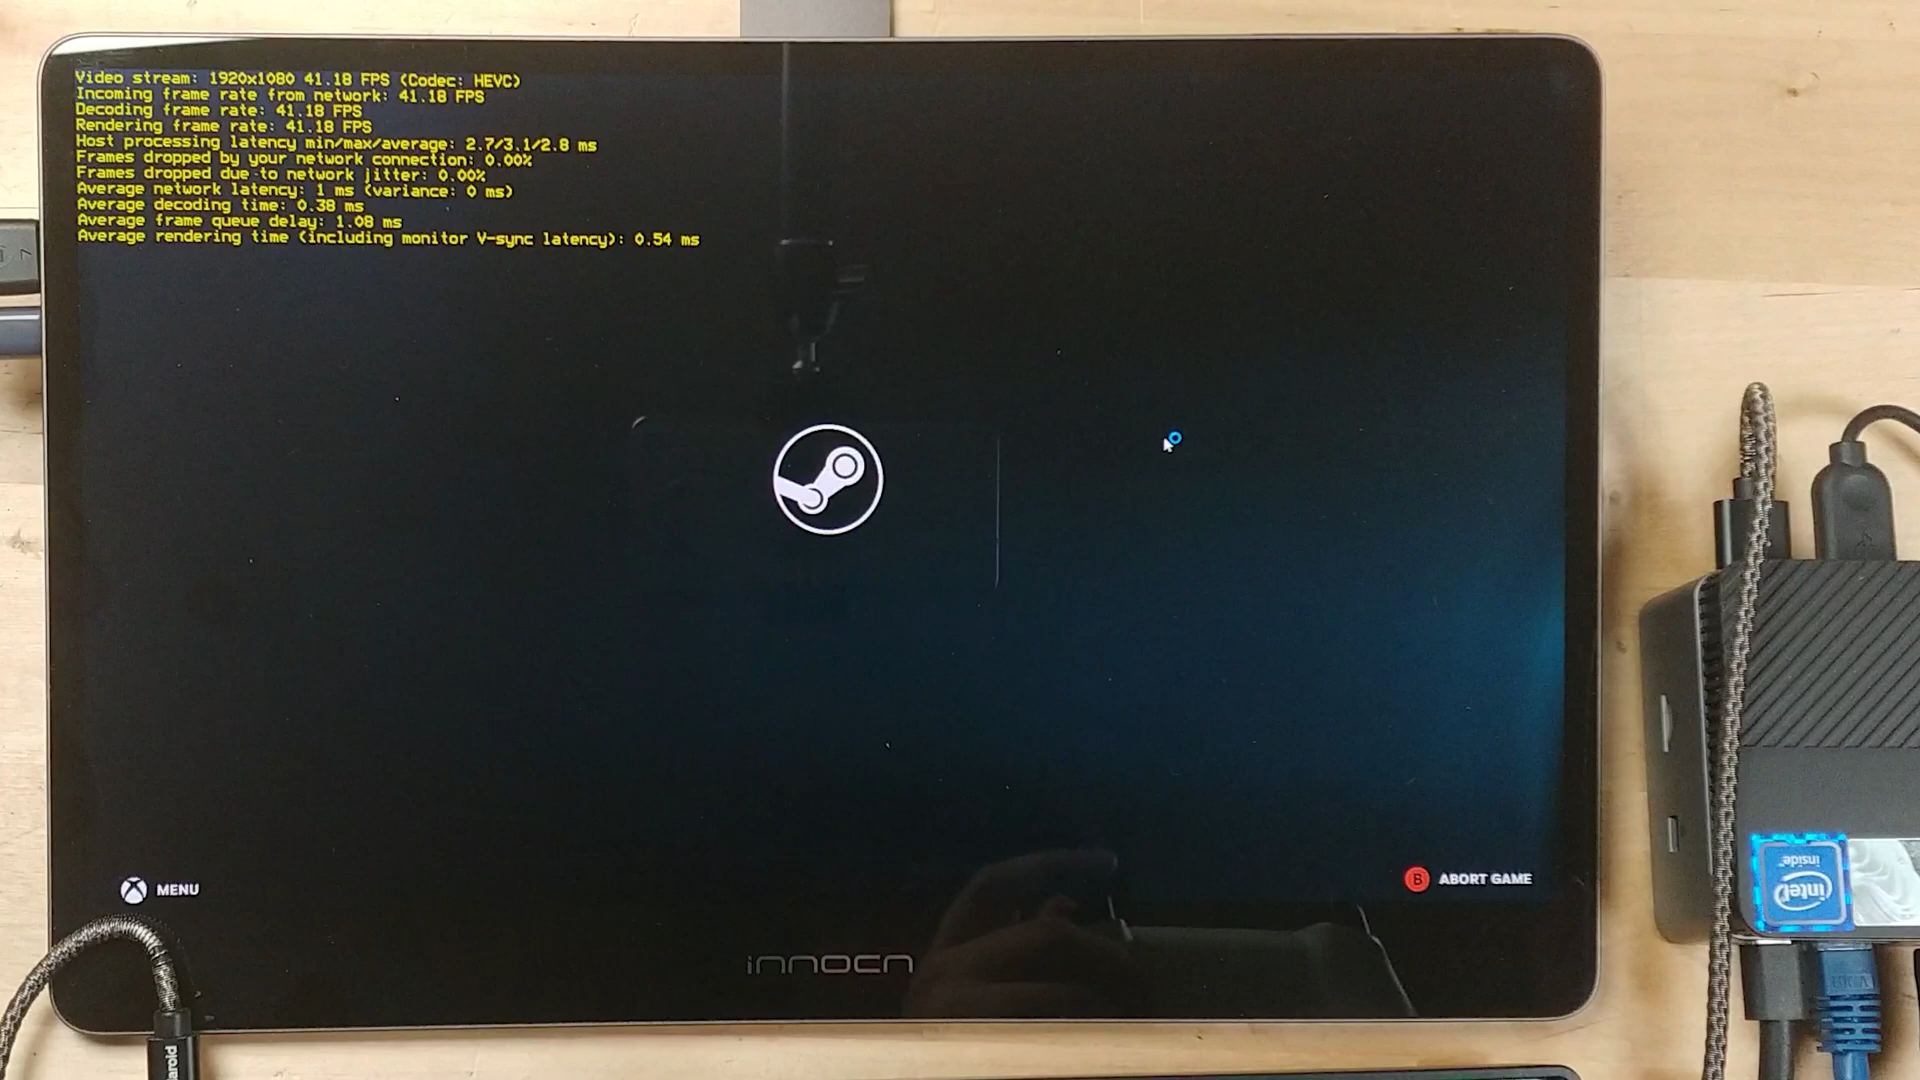 Video stream: 1920x1080 41.18 FPS (Codec: HEVC)
Incoming frame rate from network: 41.18 FPS
Decoding frame rate: 41.18 FPS
Rendering frame rate: 41.18 FPS
Host processing latency min/max/average: 2.7/3.1/2.8 ms
Frames dropped by your network connection: 0.00%
Frames dropped due to network jitter: 0.00%
Average network latency: 1 ms (variance: 0 ms)
Average decoding time: 0.38 ms
Average frame queue delay: 1.08 ms
Average rendering time (including monitor V-sync latency): 0.54 ms
MENU
B ABORT GAME
innocn
intel
inside
aroid